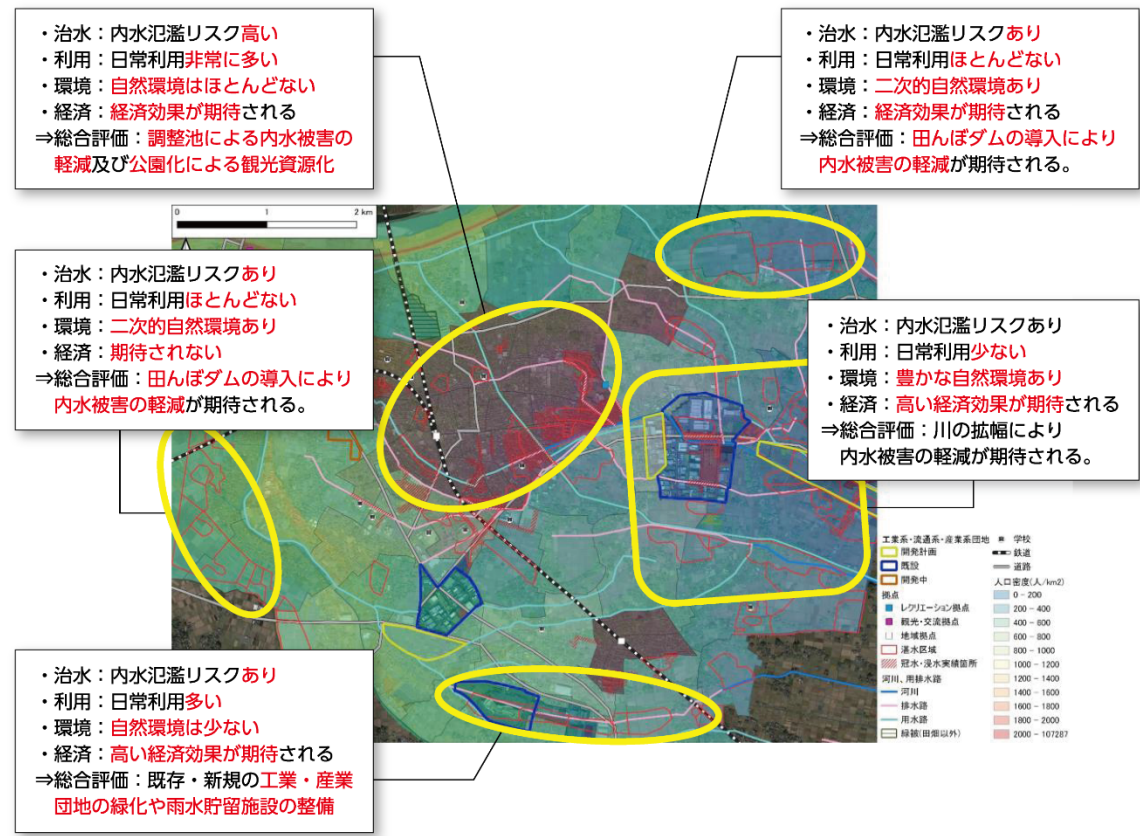 ・治水：内水氾濫リスク高い
・利用：日常利用非常に多い
・環境：自然環境はほとんどない
・経済：経済効果が期待される
⇒総合評価：調整池による内水被害の
軽減及び公園化による観光資源化
・治水：内水氾濫リスクあり
・利用：日常利用ほとんどない
・環境：二次的自然環境あり
・経済：経済効果が期待される
⇒総合評価：田んぼダムの導入により
内水被害の軽減が期待される。
0 1 2 km
・治水：内水氾濫リスクあり
・利用：日常利用ほとんどない
・環境：二次的自然環境あり
・経済：期待されない
⇒総合評価：田んぼダムの導入により
内水被害の軽減が期待される。
・治水：内水氾濫リスクあり
・利用：日常利用少ない
・環境：豊かな自然環境あり
・経済：高い経済効果が期待される
⇒総合評価：川の拡幅により
内水被害の軽減が期待される。
・治水：内水氾濫リスクあり
・利用：日常利用多い
・環境：自然環境は少ない
・経済：高い経済効果が期待される
⇒総合評価：既存・新規の工業・産業
団地の緑化や雨水貯留施設の整備
工業系・流通系・産業系団地
開発計画
既設
開発中
拠点
レクリエーション拠点
観光・交流拠点
地域拠点
湛水区域
冠水・浸水実績箇所
河川、用排水路
河川
排水路
用水路
緑被(田畑以外)
学校
鉄道
道路
人口密度(人/km2)
0 - 200
200 - 400
400 - 600
600 - 800
800 - 1000
1000 - 1200
1200 - 1400
1400 - 1600
1600 - 1800
1800 - 2000
2000 - 107287